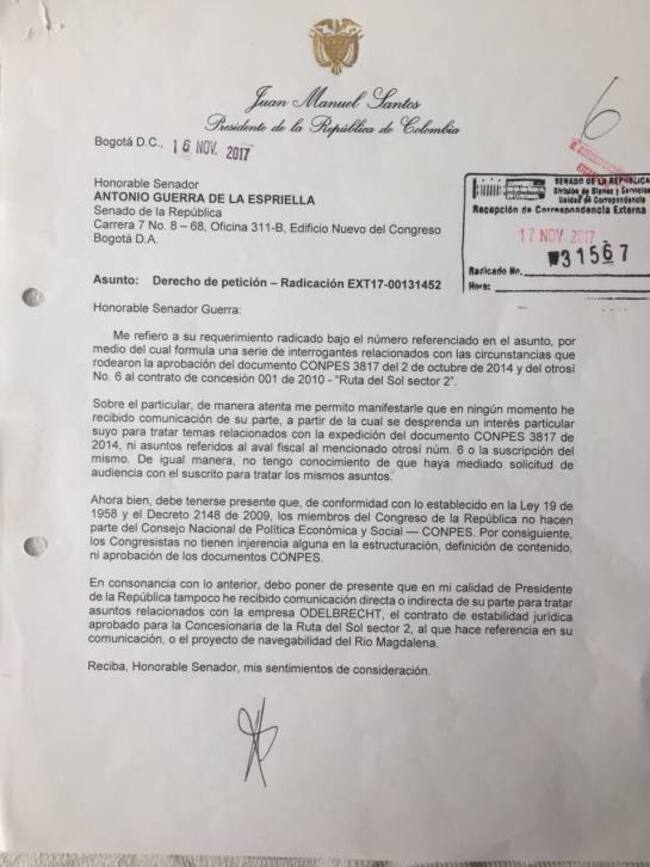 Juan Manuel Santos
Presidente de la República de Colombia
Bogotá D.C., 16 NOV. 2017
6
Honorable Senador
ANTONIO GUERRA DE LA ESPRIELLA
Senado de la República
Carrera 7 No. 8 – 68, Oficina 311-B, Edificio Nuevo del Congreso
Bogotá D.A.
SENADO DE LA REPUBLICA
Division de Bienes y Servicios
Unidad de Correspondencia
Recepción de Correspondencia Externa
17 NOV 2017
31567
Radicado No.
Hora:
Asunto: Derecho de petición – Radicación EXT17-00131452
Honorable Senador Guerra:
Me refiero a su requerimiento radicado bajo el número referenciado en el asunto, por
medio del cual formula una serie de interrogantes relacionados con las circunstancias que
rodearon la aprobación del documento CONPES 3817 del 2 de octubre de 2014 y del otrosí
No. 6 al contrato de concesión 001 de 2010 - “Ruta del Sol sector 2”.
Sobre el particular, de manera atenta me permito manifestarle que en ningún momento he
recibido comunicación de su parte, a partir de la cual se desprenda un interés particular
suyo para tratar temas relacionados con la expedición del documento CONPES 3817 de
2014, ni asuntos referidos al aval fiscal al mencionado otrosí núm. 6 o la suscripción del
mismo. De igual manera, no tengo conocimiento de que haya mediado solicitud de
audiencia con el suscrito para tratar los mismos asuntos.
Ahora bien, debe tenerse presente que, de conformidad con lo establecido en la Ley 19 de
1958 y el Decreto 2148 de 2009, los miembros del Congreso de la República no hacen
parte del Consejo Nacional de Política Económica y Social — CONPES. Por consiguiente,
los Congresistas no tienen injerencia alguna en la estructuración, definición de contenido,
ni aprobación de los documentos CONPES.
En consonancia con lo anterior, debo poner de presente que en mi calidad de Presidente
de la República tampoco he recibido comunicación directa o indirecta de su parte para tratar
asuntos relacionados con la empresa ODELBRECHT, el contrato de estabilidad jurídica
aprobado para la Concesionaria de la Ruta del Sol sector 2, al que hace referencia en su
comunicación, o el proyecto de navegabilidad del Rio Magdalena.
Reciba, Honorable Senador, mis sentimientos de consideración.